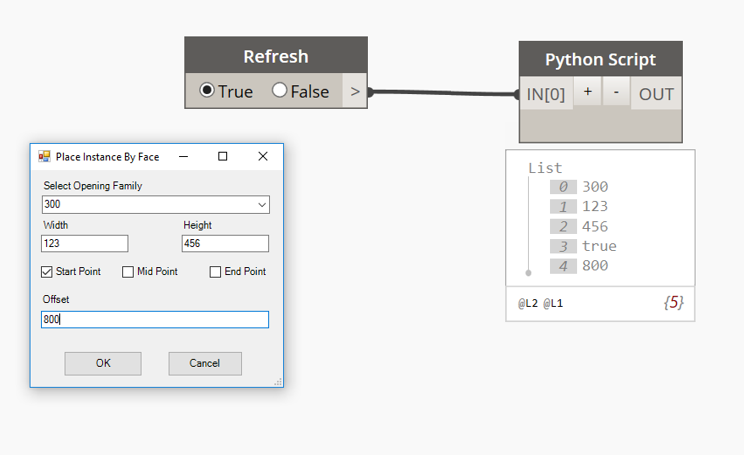 Refresh
True False >
Python Script
IN[0] + - OUT
Place Instance By Face
Select Opening Family
300
Width Height
123 456
Start Point Mid Point End Point
Offset
800
OK Cancel
List
0 300
1 123
2 456
3 true
4 800
@L2 @L1 {5}